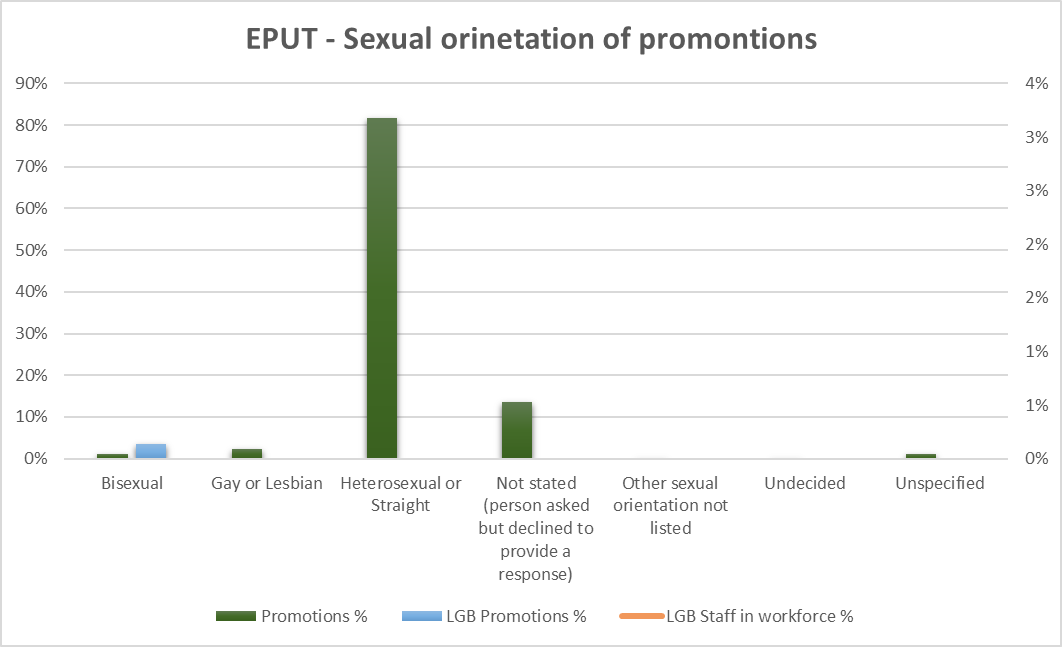 EPUT - Sexual orinetation of promontions
90%
80%
70%
60%
50%
40%
30%
20%
10%
0%
4%
3%
3%
2%
2%
1%
1%
0%
Bisexual
Gay or Lesbian
Heterosexual or
Straight
Not stated
(person asked
but declined to
provide a
response)
Other sexual
orientation not
listed
Undecided
Unspecified
Promotions %
LGB Promotions %
LGB Staff in workforce %